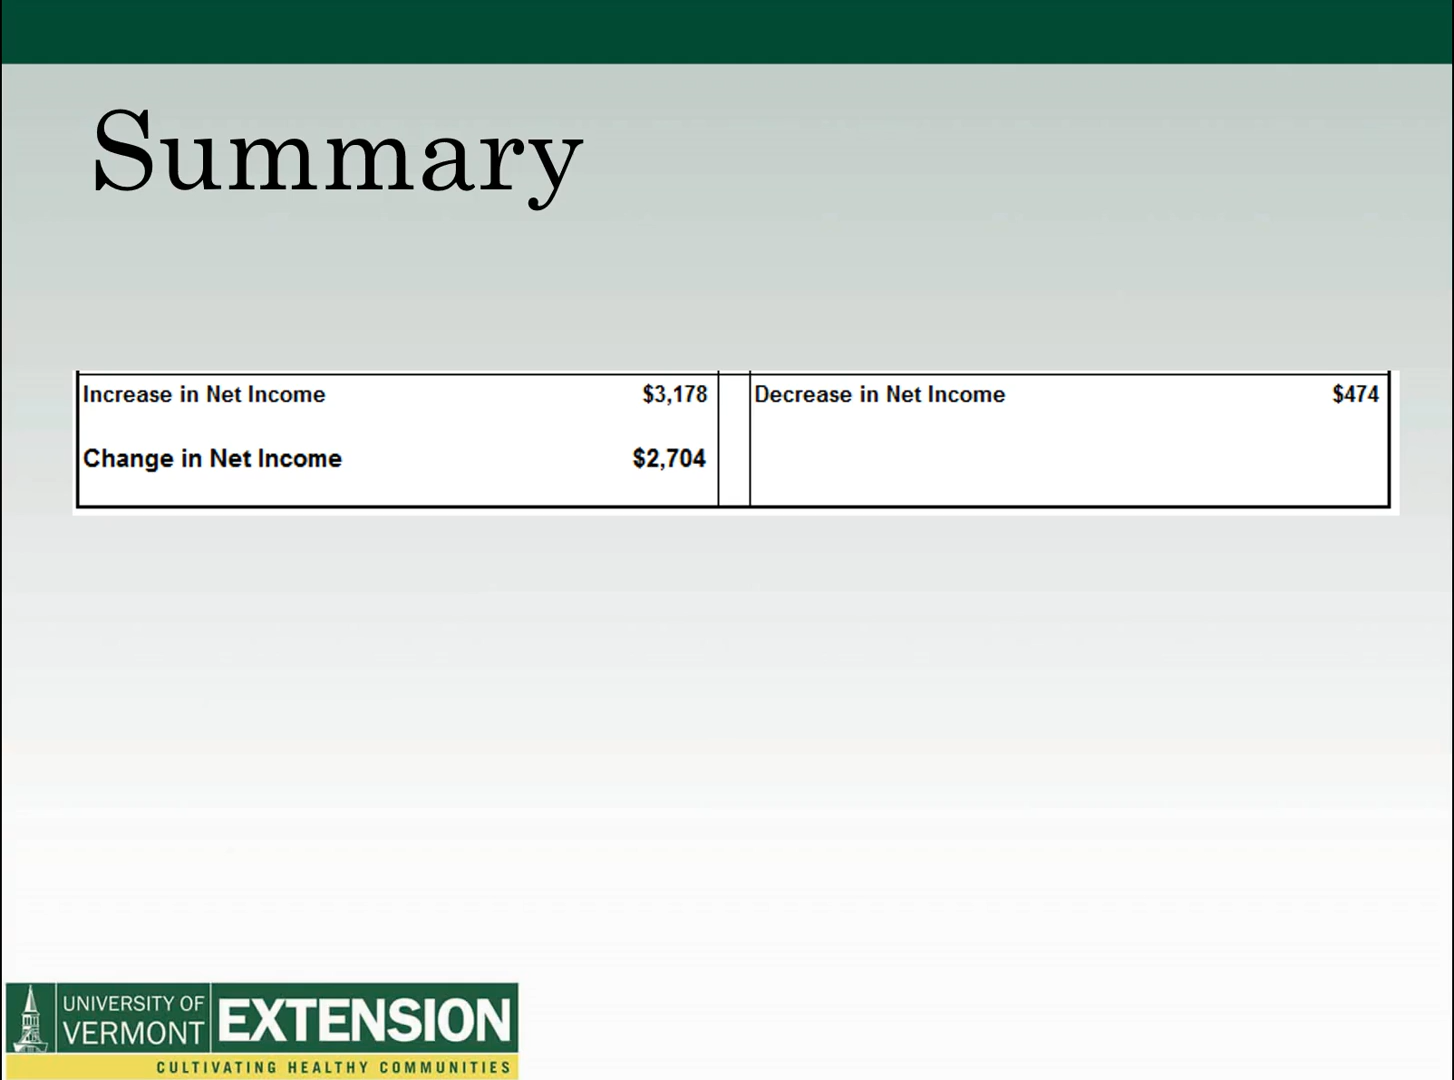 Summary
Increase in Net Income $3,178 Decrease in Net Income $474
Change in Net Income $2,704
UNIVERSITY OF VERMONT EXTENSION
CULTIVATING HEALTHY COMMUNITIES